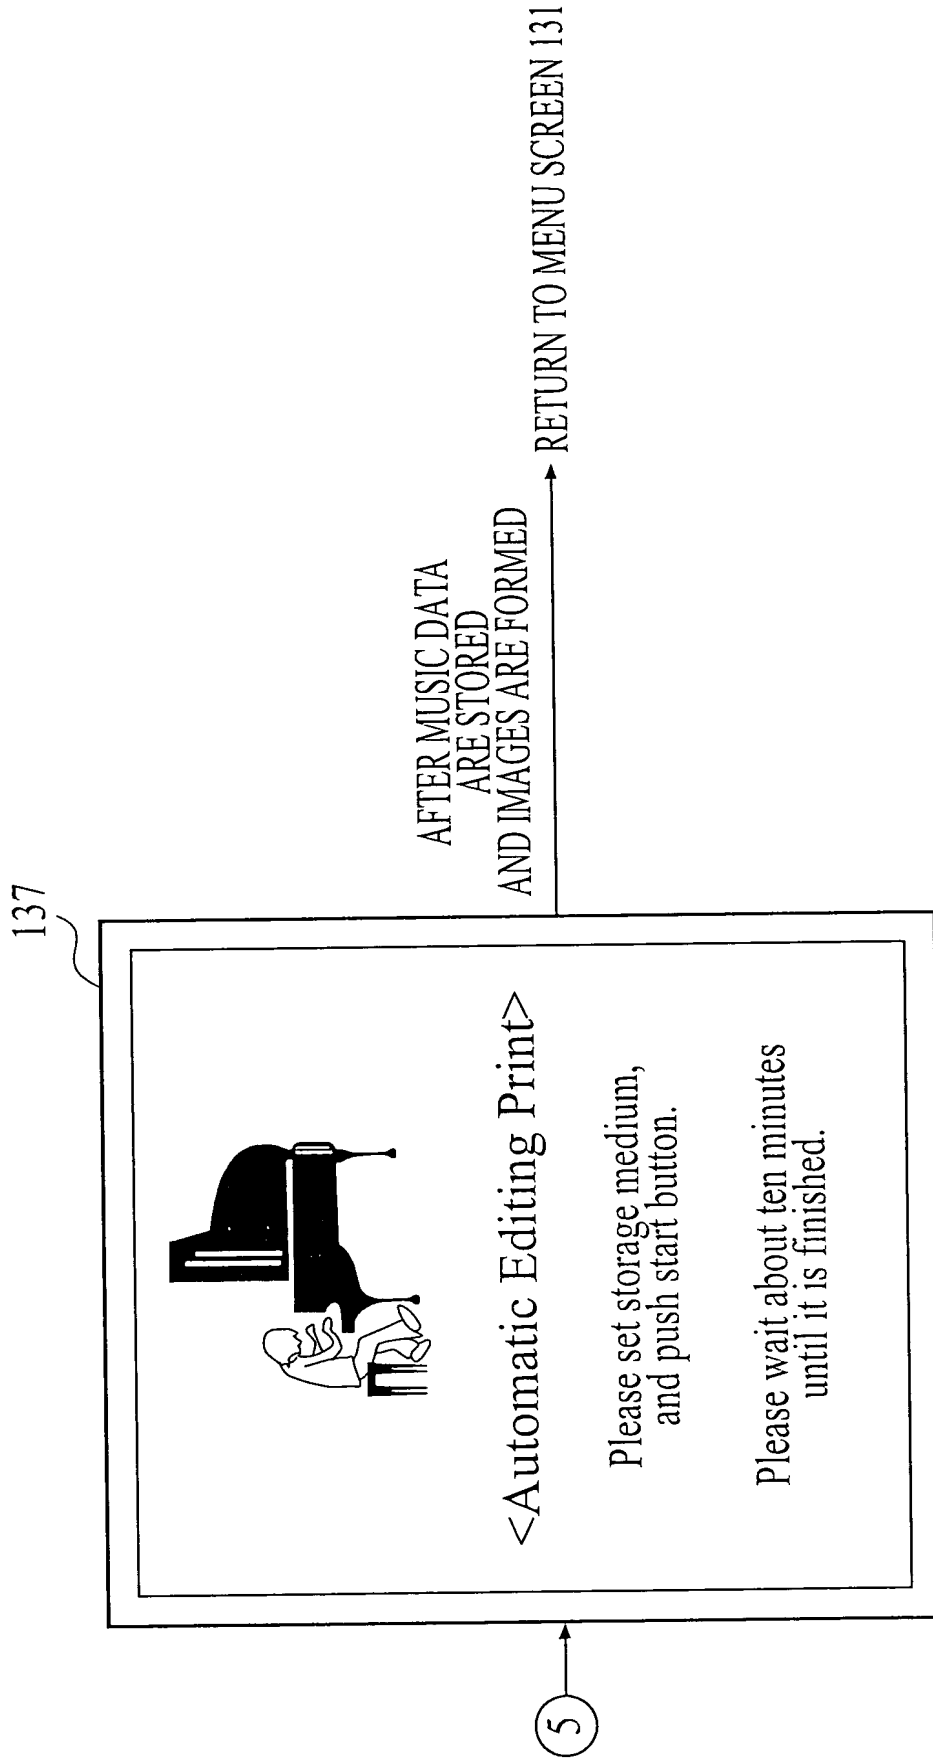 137
<Automatic Editing Print>
Please set storage medium,
and push start button.
Please wait about ten minutes
until it is finished.
5
AFTER MUSIC DATA
ARE STORED
AND IMAGES ARE FORMED
RETURN TO MENU SCREEN 131